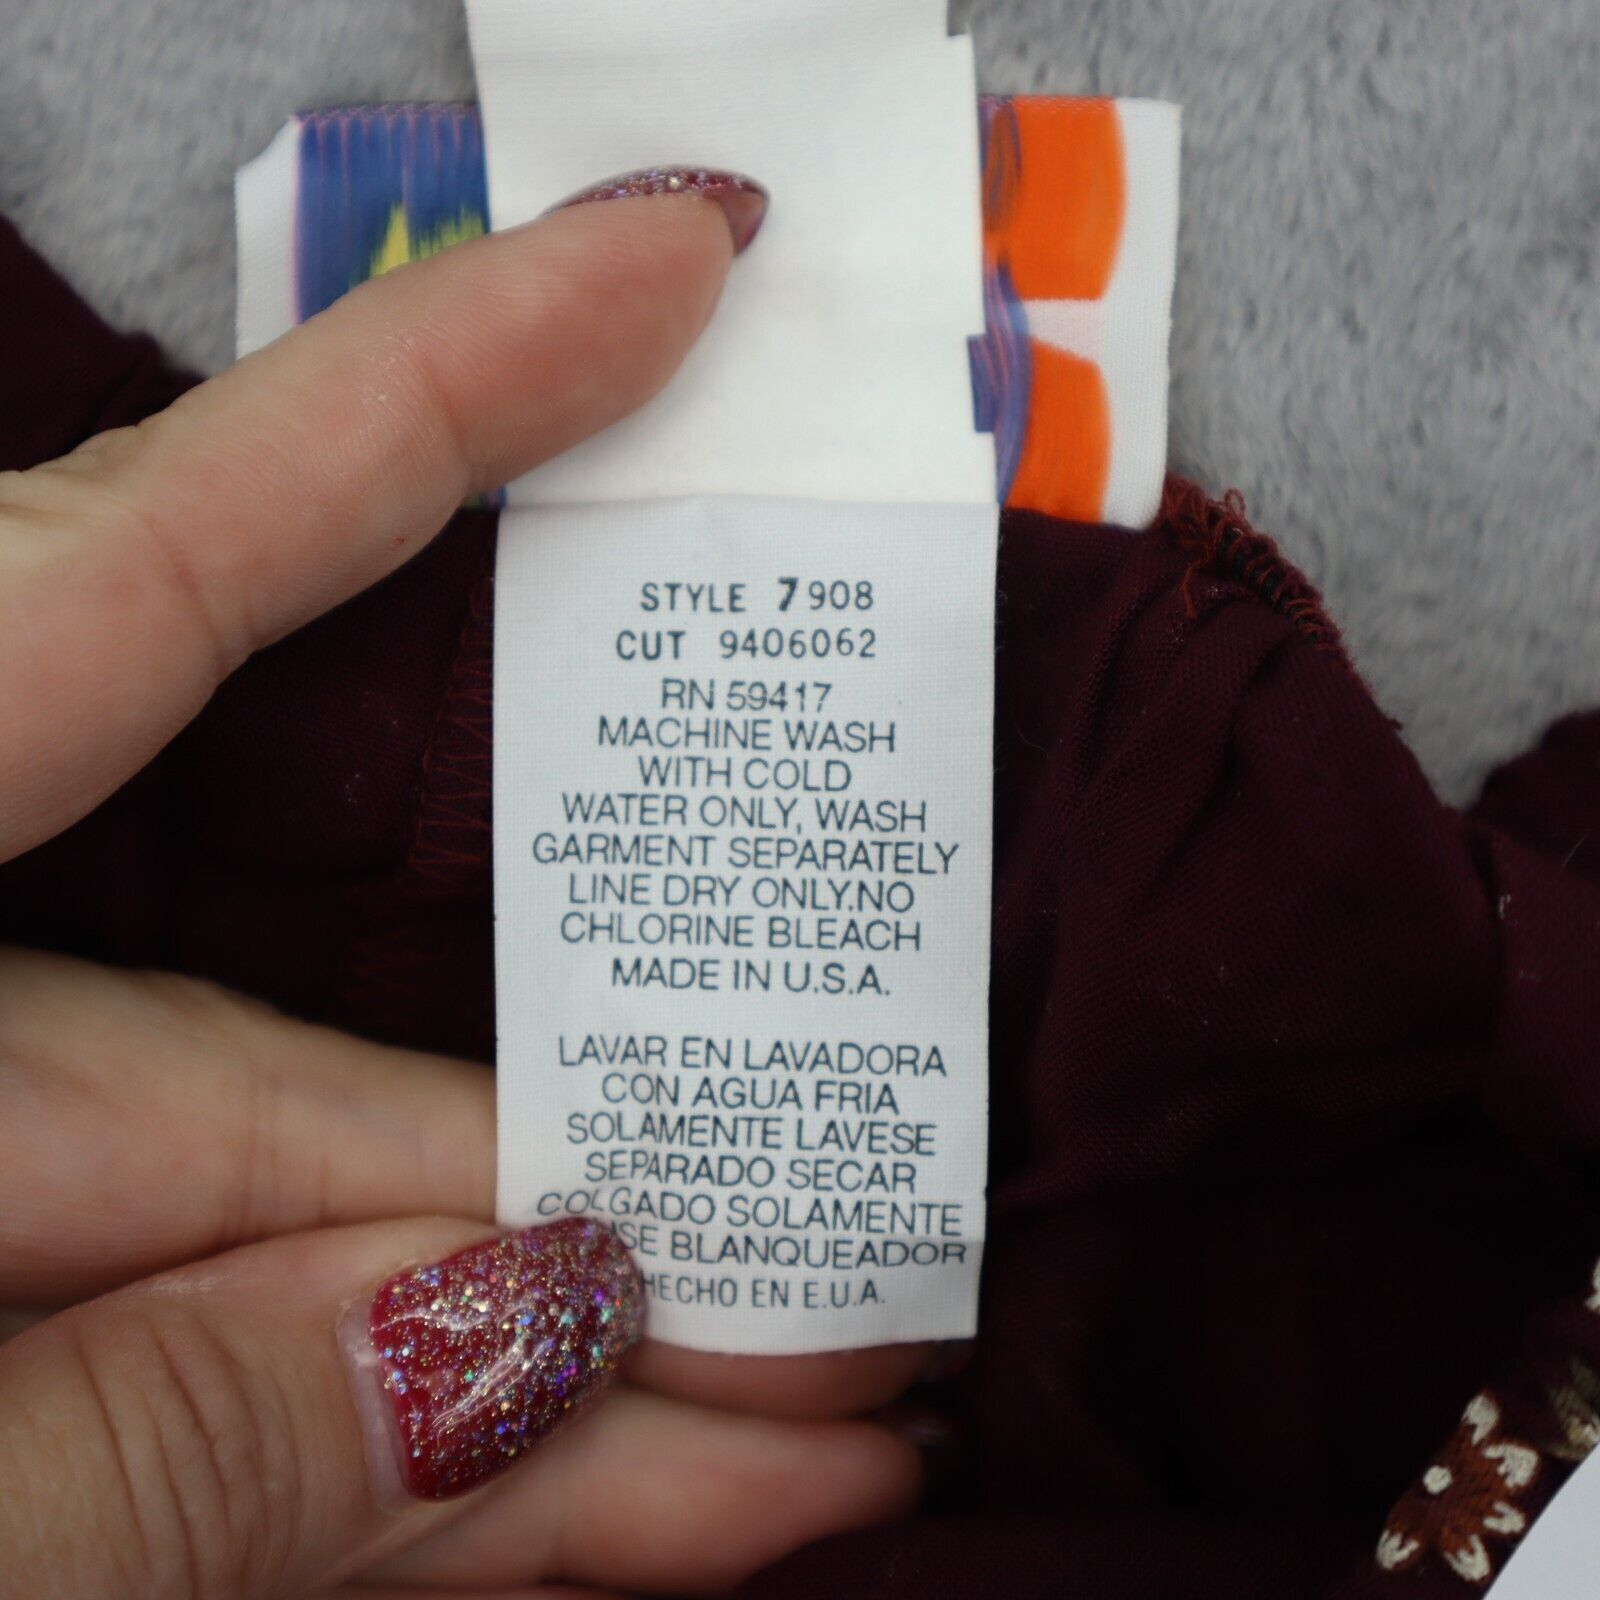 STYLE 7908
CUT 9406062
RN 59417
MACHINE WASH
WITH COLD
WATER ONLY, WASH
GARMENT SEPARATELY
LINE DRY ONLY.NO
CHLORINE BLEACH
MADE IN U.S.A.
LAVAR EN LAVADORA
CON AGUA FRIA
SOLAMENTE LAVESE
SEPARADO SECAR
COLGADO SOLAMENTE
BLANQUEADOR
HECHO EN E.U.A.